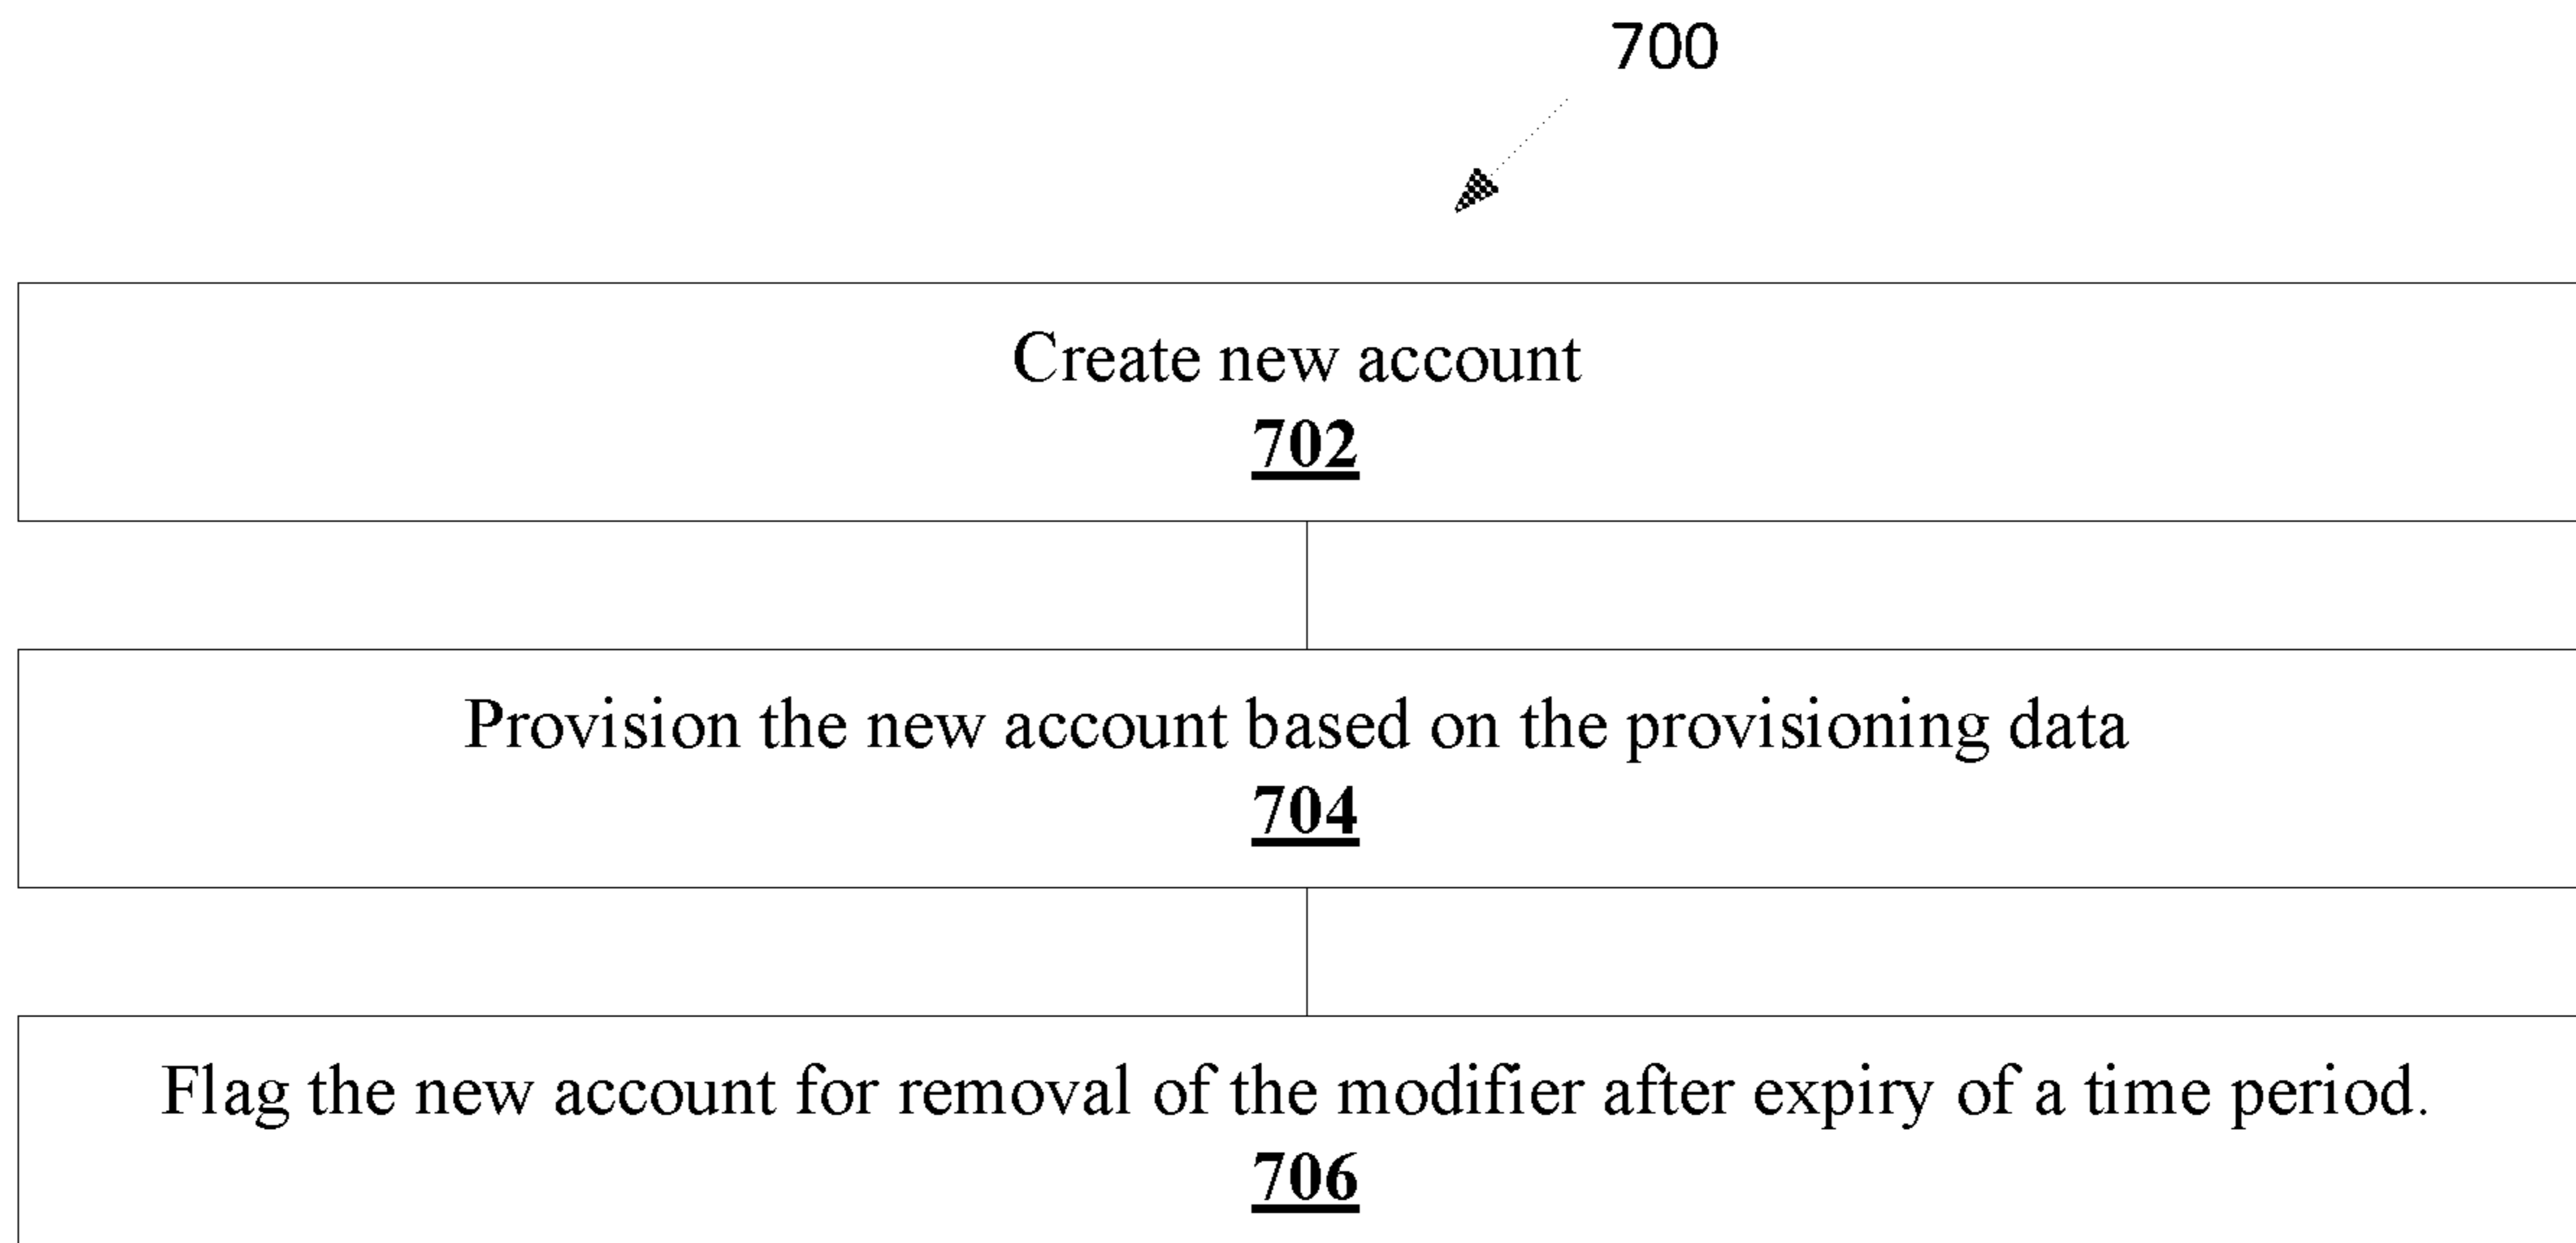 700
Create new account
702
Provision the new account based on the provisioning data
704
Flag the new account for removal of the modifier after expiry of a time period.
706